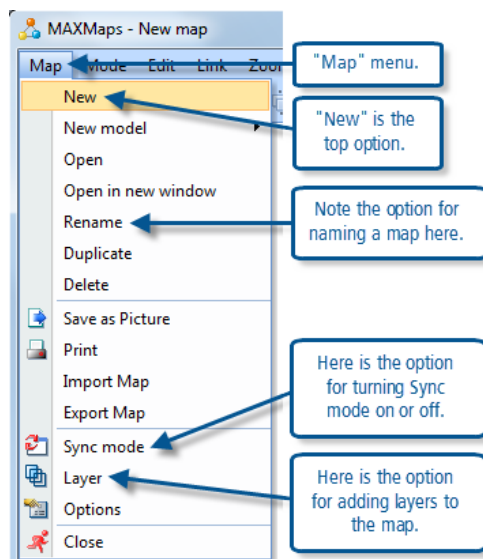 MAXMaps - New map
Map Mode Edit Link Zoom
New
New model
Open
Open in new window
Rename
Duplicate
Delete
Save as Picture
Print
Import Map
Export Map
Sync mode
Layer
Options
Close
"Map" menu.
"New" is the
top option.
Note the option for
naming a map here.
Here is the option
for turning Sync
mode on or off.
Here is the option
for adding layers to
the map.